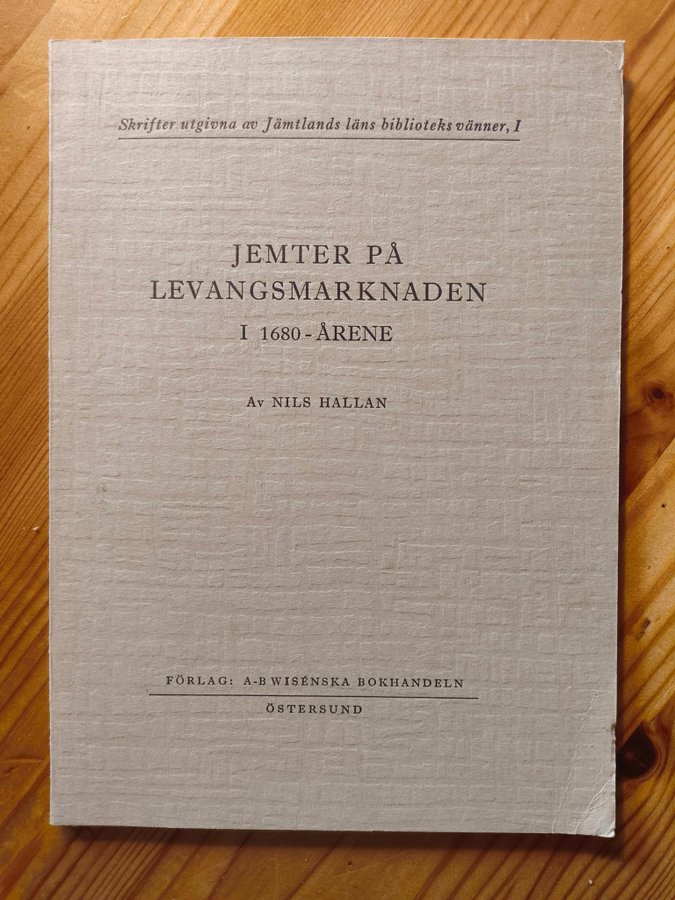 Skrifter utgivna av Jämtlands läns biblioteks vänner, I
JEMTER PÅ
LEVANGSMARKNADEN
I 1680-ÅRENE
Av NILS HALLAN
FÖRLAG: A-B WISÉNSKA BOKHANDELN
ÖSTERSUND